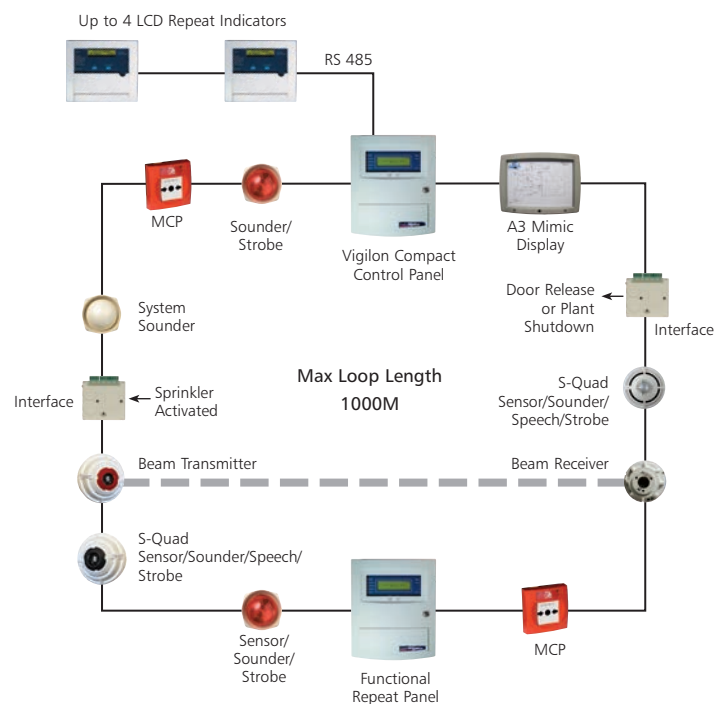 Up to 4 LCD Repeat Indicators
RS 485
MCP
Sounder/
Strobe
Vigilon Compact
Control Panel
A3 Mimic
Display
System
Sounder
Door Release
or Plant
Shutdown
Interface
Max Loop Length
1000M
Interface
Sprinkler
Activated
S-Quad
Sensor/Sounder/
Speech/Strobe
Beam Transmitter
Beam Receiver
S-Quad
Sensor/Sounder/Speech/
Strobe
Sensor/
Sounder/
Strobe
Functional
Repeat Panel
MCP